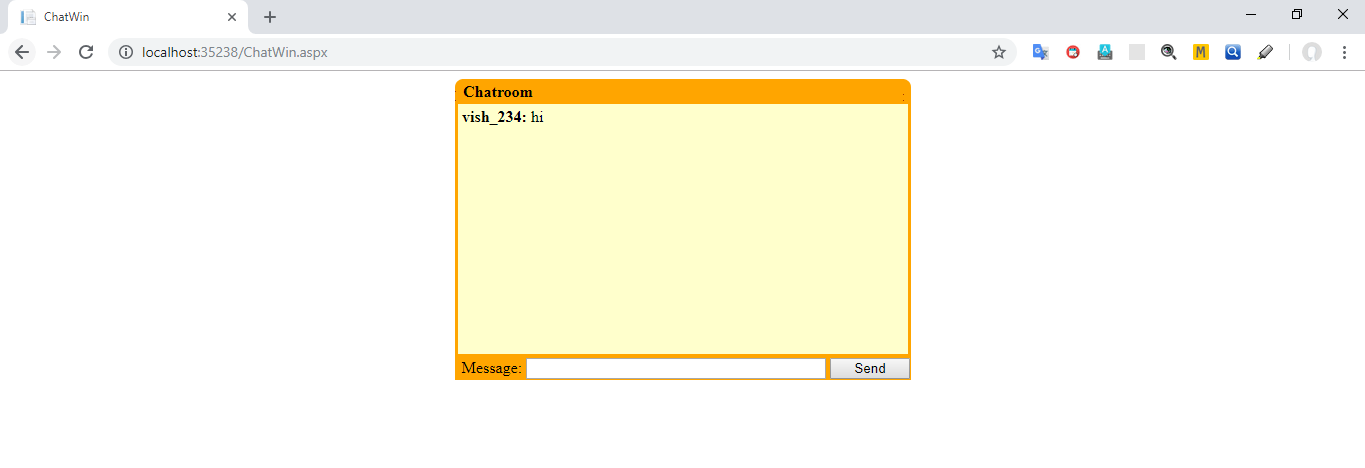 ChatWin
localhost:35238/ChatWin.aspx
M
Chatroom
vish_234: hi
Message:
Send